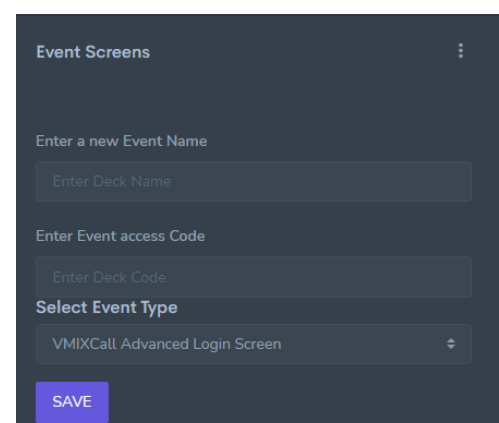 Event Screens
Enter a new Event Name
Enter Deck Name
Enter Event access Code
Enter Deck Code
Select Event Type
VMIXCall Advanced Login Screen
SAVE